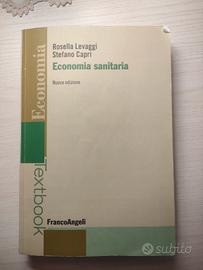 Rosella Levaggi
Stefano Capri
Economia sanitaria
Nuova edizione
Economia
Textbook
FrancoAngeli
subito